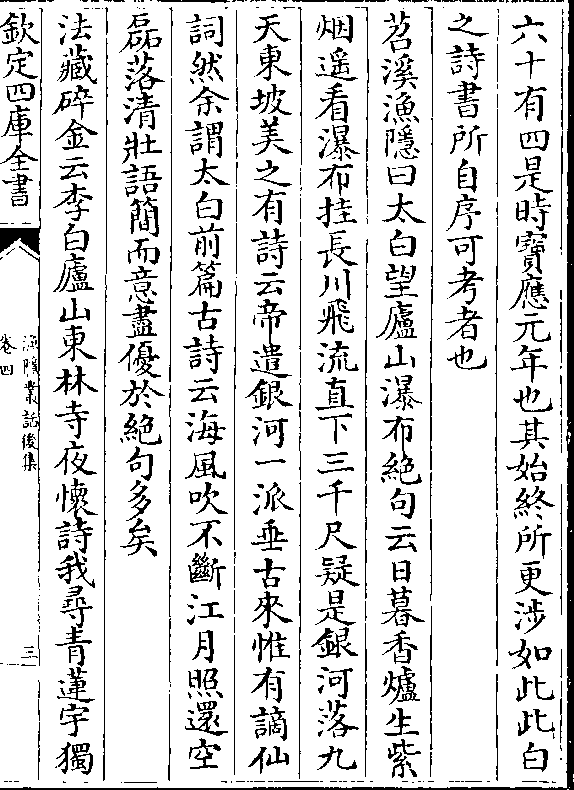 六十有四是時寳應元年也其始終所更涉如此此白
之詩書所自序可考者也
苕溪漁隱曰太白望廬山瀑布絶句云日暮香爐生紫
烟遥看瀑布挂長川飛流直下三千尺疑是銀河落九
天東坡美之有詩云帝遣銀河一派垂古來惟有謫仙
詞然余謂太白前篇古詩云海風吹不斷江月照還空
磊落清壯語簡而意盡優於絶句多矣
法藏碎金云李白廬山東林寺夜懷詩我尋青蓮宇獨
欽定四庫全書
漁隱叢話後集
卷四
三